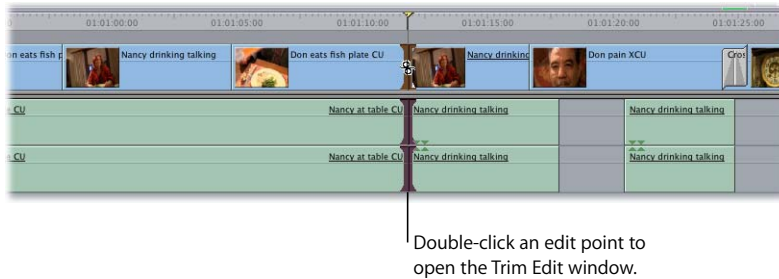 01:01:00:00 01:01:05:00 01:01:10:00 01:01:15:00 01:01:20:00 01:01:25:00
on eats fish p Nancy drinking talking Don eats fish plate CU Nancy drinking Don pain XCU Cros
CU Nancy at table CU Nancy drinking talking Nancy drinking talking
CU Nancy at table CU Nancy drinking talking Nancy drinking talking
Double-click an edit point to
open the Trim Edit window.